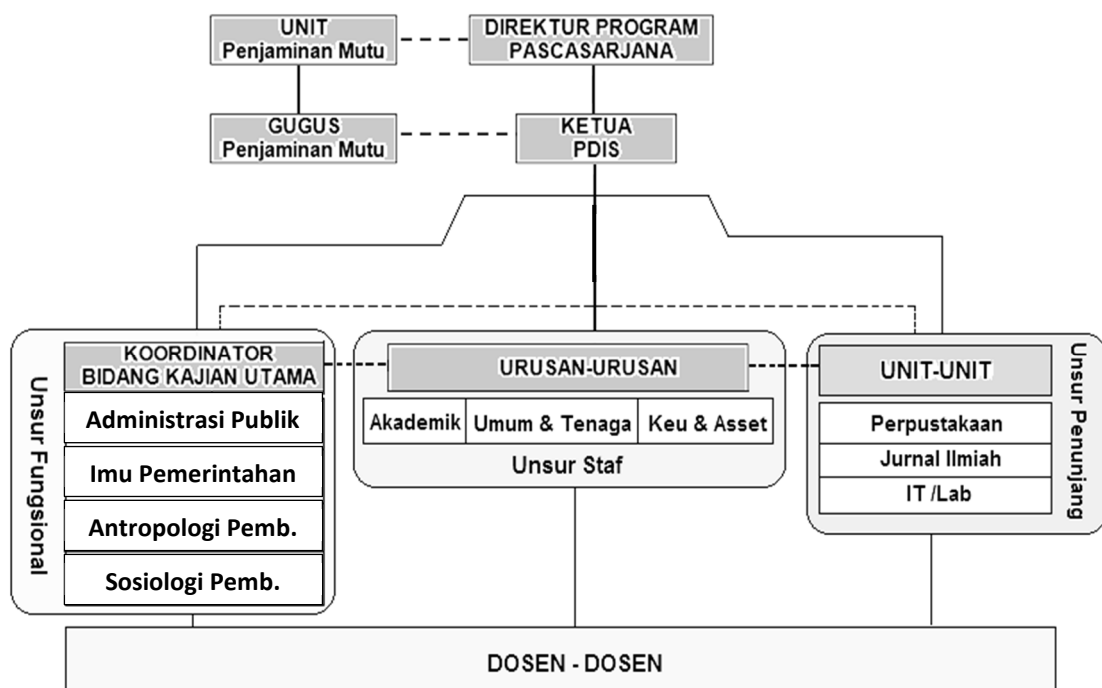 UNIT
Penjaminan Mutu
DIREKTUR PROGRAM
PASCASARJANA
GUGUS
Penjaminan Mutu
KETUA
PDIS
Unsur Fungsional
KOORDINATOR
BIDANG KAJIAN UTAMA
Administrasi Publik
Imu Pemerintahan
Antropologi Pemb.
Sosiologi Pemb.
URUSAN-URUSAN
Akademik
Umum & Tenaga
Keu & Asset
Unsur Staf
UNIT-UNIT
Perpustakaan
Jurnal Ilmiah
IT /Lab
Unsur Penunjang
DOSEN - DOSEN